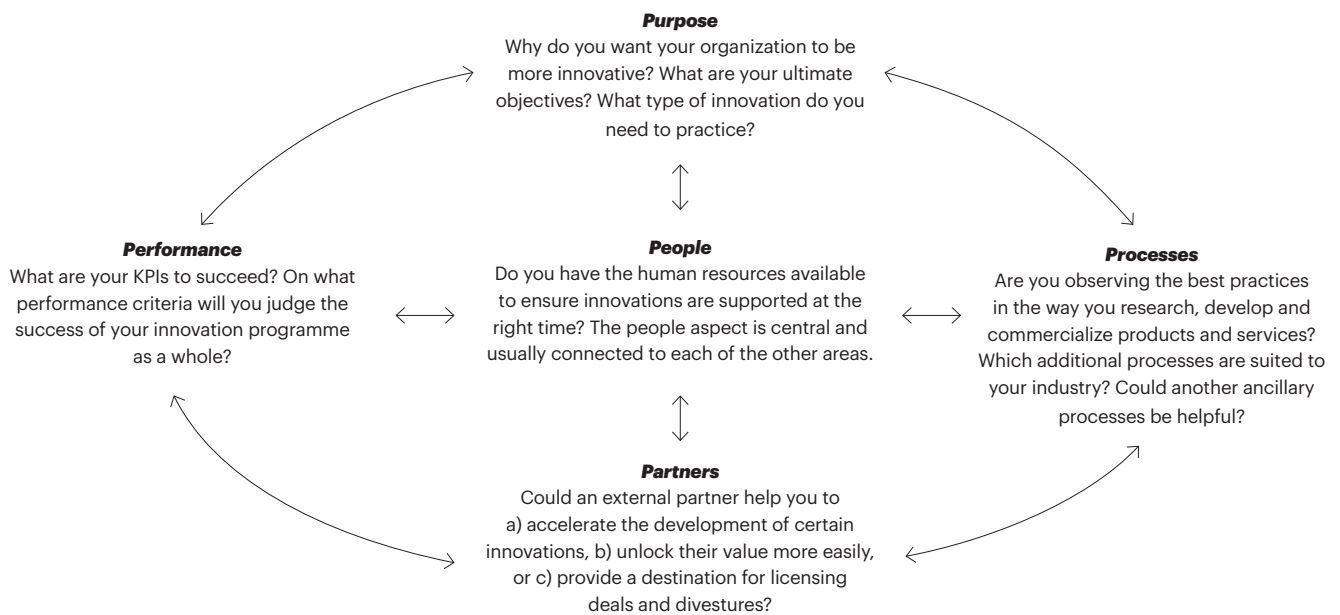 Purpose
Why do you want your organization to be
more innovative? What are your ultimate
objectives? What type of innovation do you
need to practice?
Performance
What are your KPIs to succeed? On what
performance criteria will you judge the
success of your innovation programme
as a whole?
People
Do you have the human resources available
to ensure innovations are supported at the
right time? The people aspect is central and
usually connected to each of the other areas.
Processes
Are you observing the best practices
in the way you research, develop and
commercialize products and services?
Which additional processes are suited to
your industry? Could another ancillary
processes be helpful?
Partners
Could an external partner help you to
a) accelerate the development of certain
innovations, b) unlock their value more easily,
or c) provide a destination for licensing
deals and divestures?